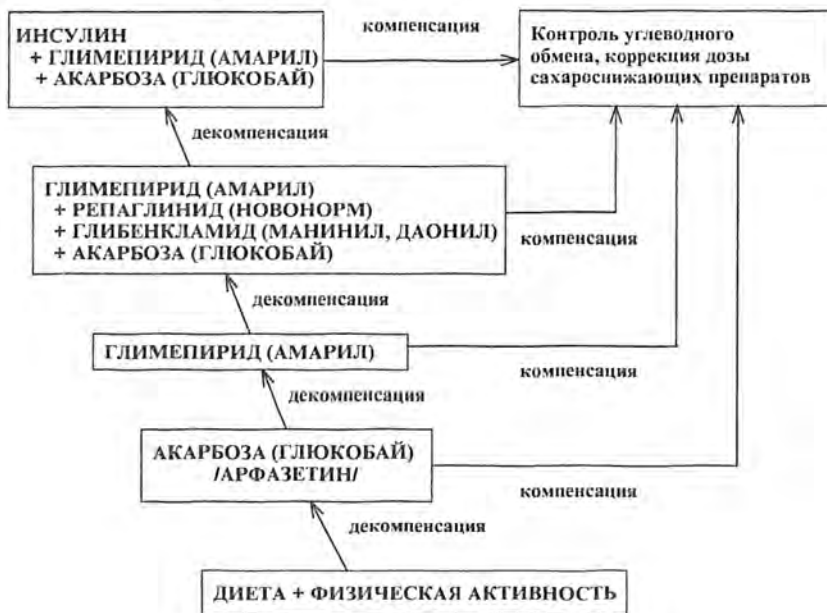 ИНСУЛИН
+ ГЛИМЕПИРИД (АМАРИЛ)
+ АКАРБОЗА (ГЛЮКОБАЙ)
компенсация
Контроль углеводного
обмена, коррекция дозы
сахароснижающих препаратов
декомпенсация
ГЛИМЕПИРИД (АМАРИЛ)
+ РЕПАГЛИНИД (НОВОНОРМ)
+ ГЛИБЕНКЛАМИД (МАНИНИЛ, ДАОНИЛ)
+ АКАРБОЗА (ГЛЮКОБАЙ)
компенсация
декомпенсация
ГЛИМЕПИРИД (АМАРИЛ)
компенсация
декомпенсация
АКАРБОЗА (ГЛЮКОБАЙ)
/АРФАЗЕТИН/
компенсация
декомпенсация
ДИЕТА + ФИЗИЧЕСКАЯ АКТИВНОСТЬ